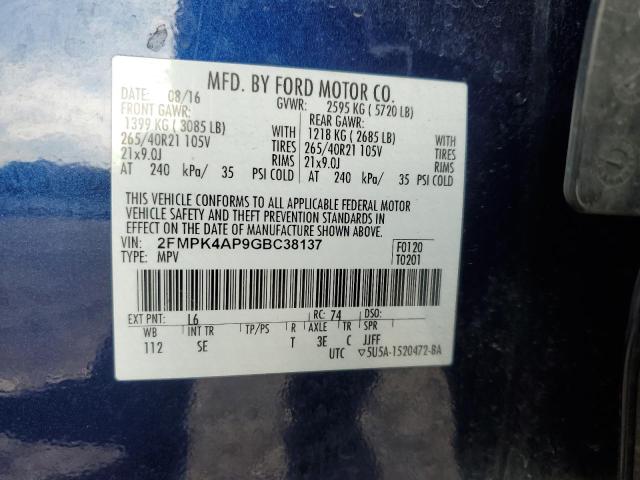 MFD. BY FORD MOTOR CO.
DATE: 08/16 GVWR: 2595 KG ( 5720 LB)
FRONT GAWR: REAR GAWR:
1399 KG ( 3085 LB) WITH 1218 KG ( 2685 LB) WITH
265/40R21 105V TIRES 265/40R21 105V TIRES
21x9.0J RIMS 21x9.0J RIMS
AT 240 kPa/ 35 PSI COLD AT 240 kPa/ 35 PSI COLD
THIS VEHICLE CONFORMS TO ALL APPLICABLE FEDERAL MOTOR
VEHICLE SAFETY AND THEFT PREVENTION STANDARDS IN
EFFECT ON THE DATE OF MANUFACTURE SHOWN ABOVE.
VIN: 2FMPK4AP9GBC38137 F0120
TYPE: MPV T0201
EXT PNT: L6 RC: 74 DSO:
WB INT TR TP/PS R AXLE TR SPR
112 SE T 3E C JJFF
UTC ▽5U5A-1520472-BA